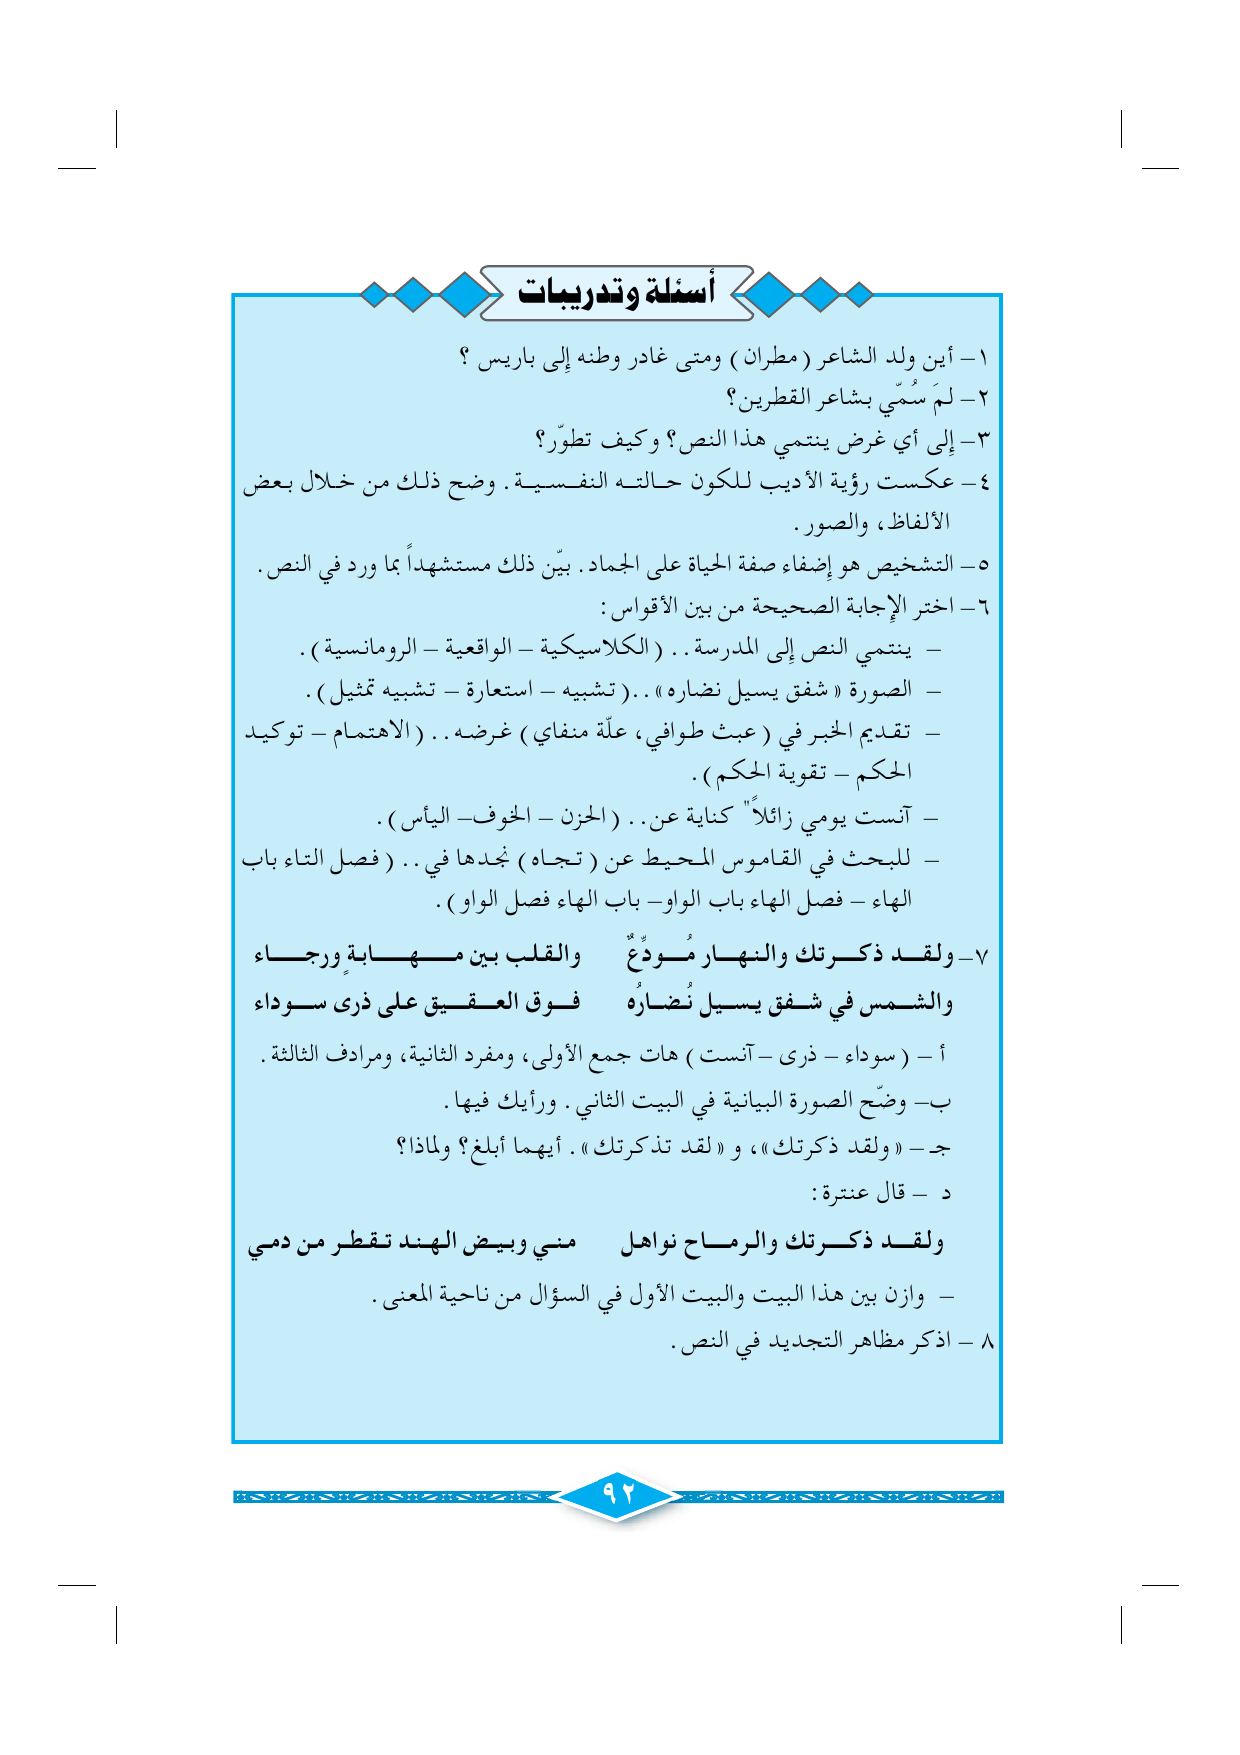 أسئلة وتدريبات
١– أين ولد الشاعر (مطران) ومتى غادر وطنه إلى باريس ؟
٢– لمَ سُمّي بشاعر القطرين؟
٣– إلى أي غرض ينتمي هذا النص؟ وكيف تطوّر؟
٤– عكست رؤية الأديب للكون حالته النفسية. وضح ذلك من خلال بعض
الألفاظ، والصور.
٥– التشخيص هو إضفاء صفة الحياة على الجماد. بيّن ذلك مستشهداً بما ورد في النص.
٦– اختر الإجابة الصحيحة من بين الأقواس:
– ينتمي النص إلى المدرسة.. (الكلاسيكية – الواقعية – الرومانسية).
– الصورة «شفق يسيل نضاره»..(تشبيه – استعارة – تشبيه تمثيل).
– تقديم الخبر في (عبث طوافي، علّة منفاي) غرضه.. (الاهتمام – توكيد
الحكم – تقوية الحكم).
– آنست يومي زائلاً" كناية عن.. (الحزن – الخوف– اليأس).
– للبحث في القاموس المحيط عن (تجاه) نجدها في.. (فصل التاء باب
الهاء – فصل الهاء باب الواو– باب الهاء فصل الواو).
٧– ولقد ذكرتك والنهار مُودِّعٌ والقلب بين مهابةٍ ورجاء
والشمس في شفق يسيل نُضارُه فوق العقيق على ذرى سوداء
أ – (سوداء – ذرى – آنست) هات جمع الأولى، ومفرد الثانية، ومرادف الثالثة.
ب– وضّح الصورة البيانية في البيت الثاني. ورأيك فيها.
جـ – «ولقد ذكرتك»، و «لقد تذكرتك». أيهما أبلغ؟ ولماذا؟
د – قال عنترة:
ولقد ذكرتك والرماح نواهل مني وبيض الهند تقطر من دمي
– وازن بين هذا البيت والبيت الأول في السؤال من ناحية المعنى.
٨– اذكر مظاهر التجديد في النص.
٩٢